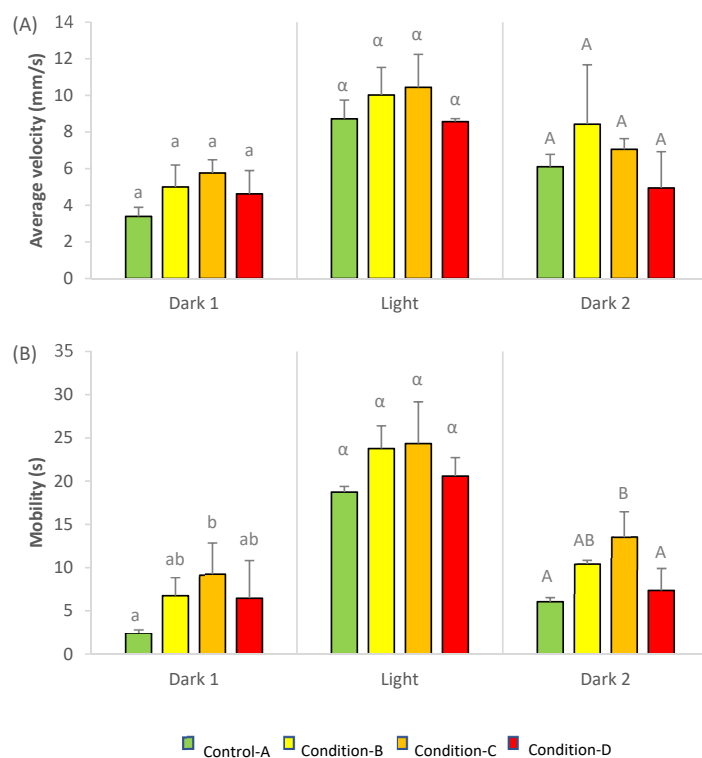 (A)
Average velocity (mm/s)
14
12
10
8
6
4
2
0
a a a a
α α α α
A A A A
Dark 1 Light Dark 2
(B)
Mobility (s)
35
30
25
20
15
10
5
0
a ab b ab
α α α α
A AB B A
Dark 1 Light Dark 2
Control-A Condition-B Condition-C Condition-D